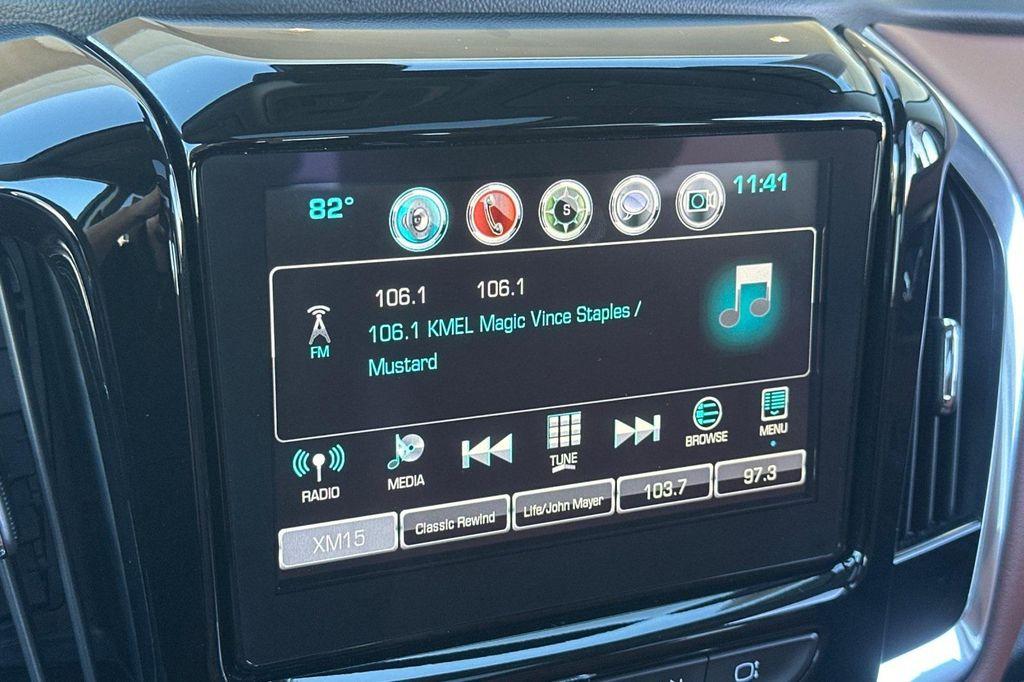 82°
S
11:41
106.1 106.1
FM
106.1 KMEL Magic Vince Staples /
Mustard
RADIO
MEDIA
TUNE
BROWSE
MENU
XM15
Classic Rewind
Life/John Mayer
103.7
97.3